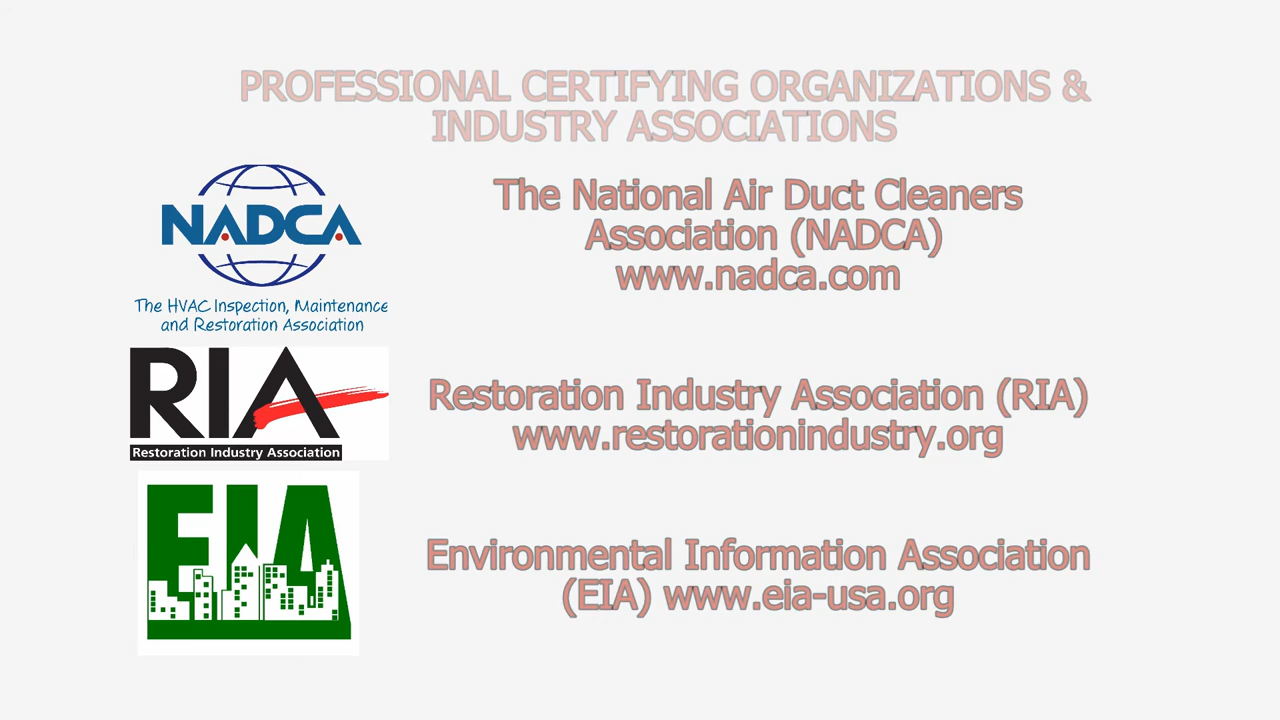 PROFESSIONAL CERTIFYING ORGANIZATIONS &
INDUSTRY ASSOCIATIONS
NADCA
The HVAC Inspection, Maintenance
and Restoration Association
The National Air Duct Cleaners
Association (NADCA)
www.nadca.com
RIA
Restoration Industry Association
Restoration Industry Association (RIA)
www.restorationindustry.org
EIA
Environmental Information Association
(EIA) www.eia-usa.org